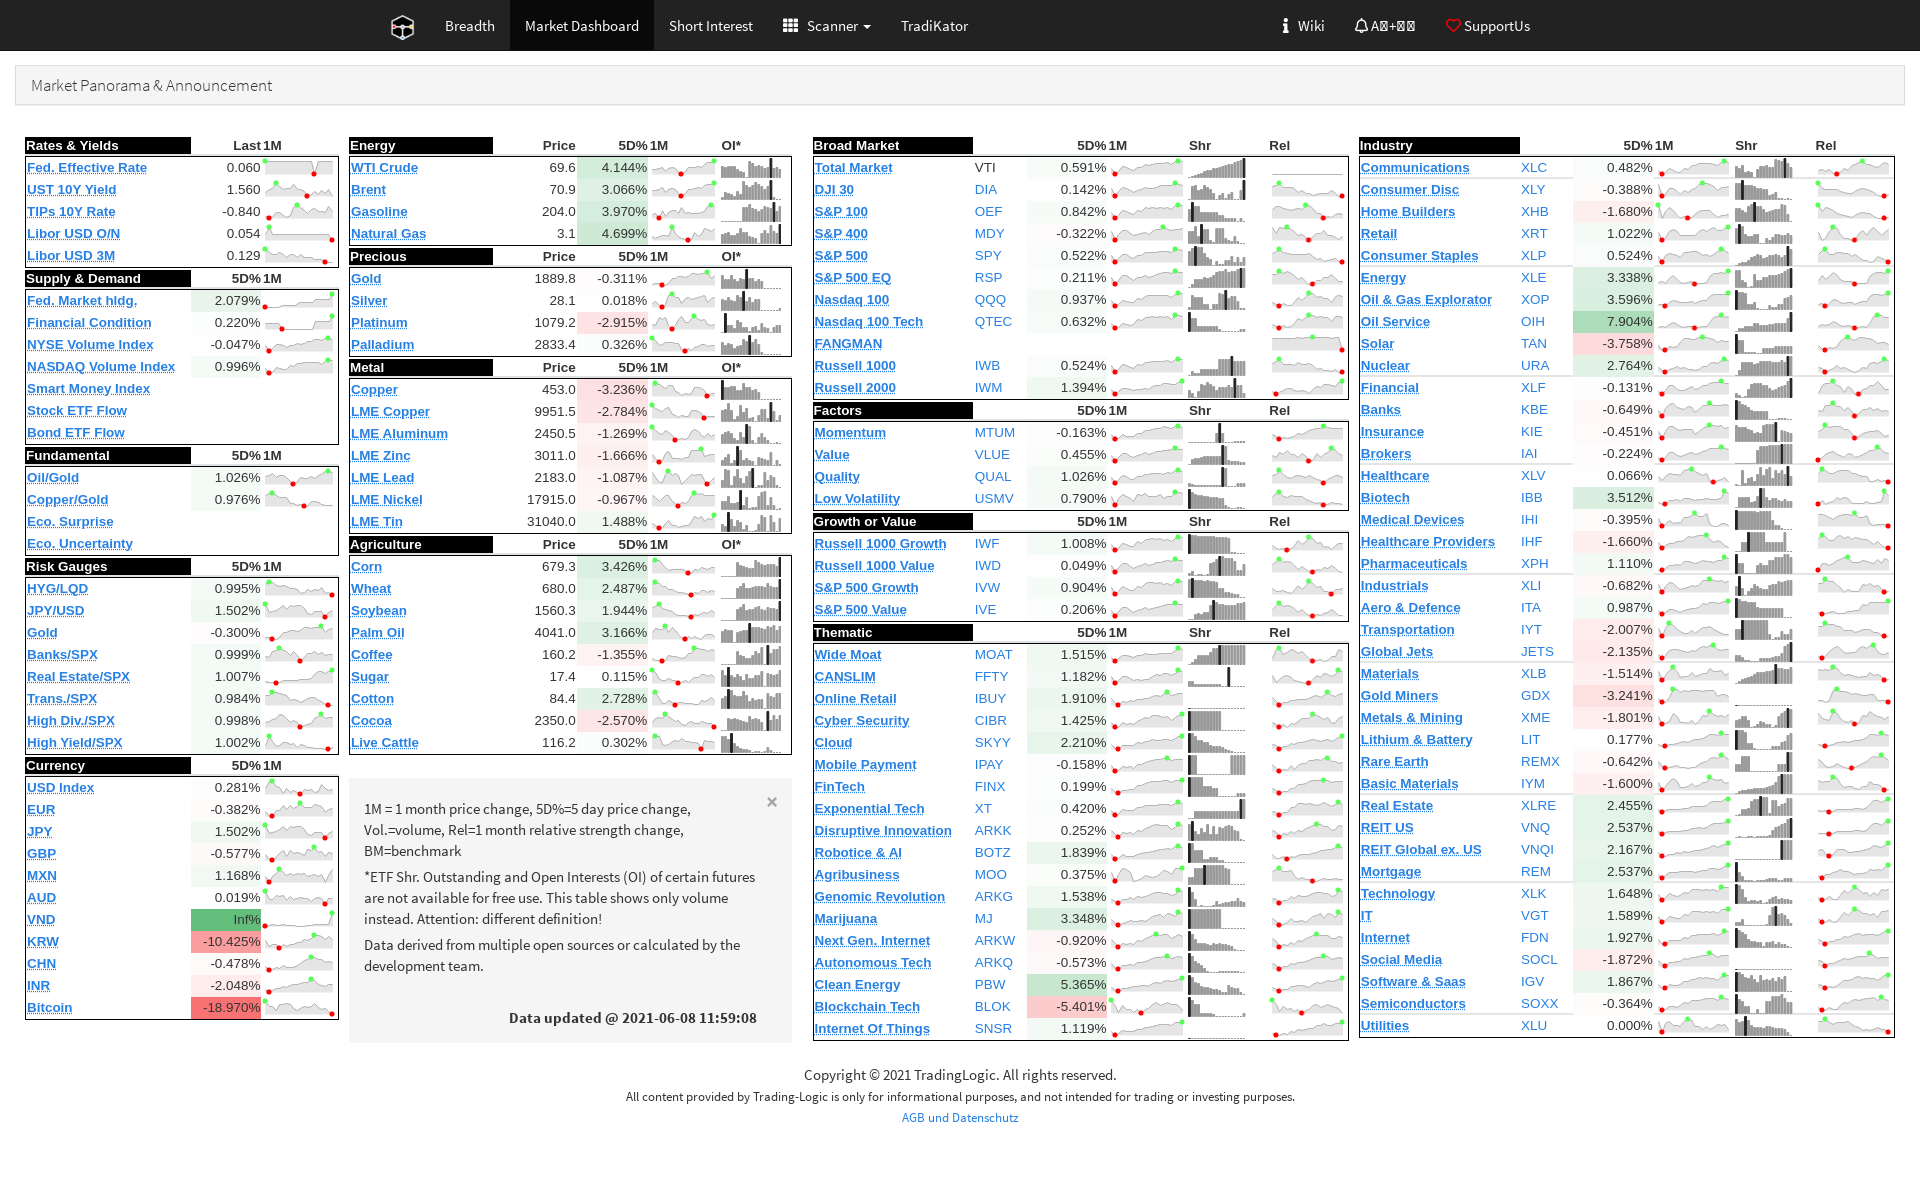 Breadth Market Dashboard Short Interest Scanner TradiKator Wiki SupportUs
Market Panorama & Announcement
Rates & Yields Last 1M
Fed. Effective Rate 0.060
UST 10Y Yield 1.560
TIPs 10Y Rate -0.840
Libor USD O/N 0.054
Libor USD 3M 0.129
Supply & Demand 5D% 1M
Fed. Market hldg. 2.079%
Financial Condition 0.220%
NYSE Volume Index -0.047%
NASDAQ Volume Index 0.996%
Smart Money Index
Stock ETF Flow
Bond ETF Flow
Fundamental 5D% 1M
Oil/Gold 1.026%
Copper/Gold 0.976%
Eco. Surprise
Eco. Uncertainty
Risk Gauges 5D% 1M
HYG/LQD 0.995%
JPY/USD 1.502%
Gold -0.300%
Banks/SPX 0.999%
Real Estate/SPX 1.007%
Trans./SPX 0.984%
High Div./SPX 0.998%
High Yield/SPX 1.002%
Currency 5D% 1M
USD Index 0.281%
EUR -0.382%
JPY 1.502%
GBP -0.577%
MXN 1.168%
AUD 0.019%
VND Inf%
KRW -10.425%
CHN -0.478%
INR -2.048%
Bitcoin -18.970%
Energy Price 5D% 1M OI*
WTI Crude 69.6 4.144%
Brent 70.9 3.066%
Gasoline 204.0 3.970%
Natural Gas 3.1 4.699%
Precious Price 5D% 1M OI*
Gold 1889.8 -0.311%
Silver 28.1 0.018%
Platinum 1079.2 -2.915%
Palladium 2833.4 0.326%
Metal Price 5D% 1M OI*
Copper 453.0 -3.236%
LME Copper 9951.5 -2.784%
LME Aluminum 2450.5 -1.269%
LME Zinc 3011.0 -1.666%
LME Lead 2183.0 -1.087%
LME Nickel 17915.0 -0.967%
LME Tin 31040.0 1.488%
Agriculture Price 5D% 1M OI*
Corn 679.3 3.426%
Wheat 680.0 2.487%
Soybean 1560.3 1.944%
Palm Oil 4041.0 3.166%
Coffee 160.2 -1.355%
Sugar 17.4 0.115%
Cotton 84.4 2.728%
Cocoa 2350.0 -2.570%
Live Cattle 116.2 0.302%
×
1M = 1 month price change, 5D%=5 day price change,
Vol.=volume, Rel=1 month relative strength change,
BM=benchmark
*ETF Shr. Outstanding and Open Interests (OI) of certain futures
are not available for free use. This table shows only volume
instead. Attention: different definition!
Data derived from multiple open sources or calculated by the
development team.
Data updated @ 2021-06-08 11:59:08
Broad Market 5D% 1M Shr Rel
Total Market VTI 0.591%
DJI 30 DIA 0.142%
S&P 100 OEF 0.842%
S&P 400 MDY -0.322%
S&P 500 SPY 0.522%
S&P 500 EQ RSP 0.211%
Nasdaq 100 QQQ 0.937%
Nasdaq 100 Tech QTEC 0.632%
FANGMAN
Russell 1000 IWB 0.524%
Russell 2000 IWM 1.394%
Factors 5D% 1M Shr Rel
Momentum MTUM -0.163%
Value VLUE 0.455%
Quality QUAL 1.026%
Low Volatility USMV 0.790%
Growth or Value 5D% 1M Shr Rel
Russell 1000 Growth IWF 1.008%
Russell 1000 Value IWD 0.049%
S&P 500 Growth IVW 0.904%
S&P 500 Value IVE 0.206%
Thematic 5D% 1M Shr Rel
Wide Moat MOAT 1.515%
CANSLIM FFTY 1.182%
Online Retail IBUY 1.910%
Cyber Security CIBR 1.425%
Cloud SKYY 2.210%
Mobile Payment IPAY -0.158%
FinTech FINX 0.199%
Exponential Tech XT 0.420%
Disruptive Innovation ARKK 0.252%
Robotice & AI BOTZ 1.839%
Agribusiness MOO 0.375%
Genomic Revolution ARKG 1.538%
Marijuana MJ 3.348%
Next Gen. Internet ARKW -0.920%
Autonomous Tech ARKQ -0.573%
Clean Energy PBW 5.365%
Blockchain Tech BLOK -5.401%
Internet Of Things SNSR 1.119%
Industry 5D% 1M Shr Rel
Communications XLC 0.482%
Consumer Disc XLY -0.388%
Home Builders XHB -1.680%
Retail XRT 1.022%
Consumer Staples XLP 0.524%
Energy XLE 3.338%
Oil & Gas Explorator XOP 3.596%
Oil Service OIH 7.904%
Solar TAN -3.758%
Nuclear URA 2.764%
Financial XLF -0.131%
Banks KBE -0.649%
Insurance KIE -0.451%
Brokers IAI -0.224%
Healthcare XLV 0.066%
Biotech IBB 3.512%
Medical Devices IHI -0.395%
Healthcare Providers IHF -1.660%
Pharmaceuticals XPH 1.110%
Industrials XLI -0.682%
Aero & Defence ITA 0.987%
Transportation IYT -2.007%
Global Jets JETS -2.135%
Materials XLB -1.514%
Gold Miners GDX -3.241%
Metals & Mining XME -1.801%
Lithium & Battery LIT 0.177%
Rare Earth REMX -0.642%
Basic Materials IYM -1.600%
Real Estate XLRE 2.455%
REIT US VNQ 2.537%
REIT Global ex. US VNQI 2.167%
Mortgage REM 2.537%
Technology XLK 1.648%
IT VGT 1.589%
Internet FDN 1.927%
Social Media SOCL -1.872%
Software & Saas IGV 1.867%
Semiconductors SOXX -0.364%
Utilities XLU 0.000%
Copyright © 2021 TradingLogic. All rights reserved.
All content provided by Trading-Logic is only for informational purposes, and not intended for trading or investing purposes.
AGB und Datenschutz